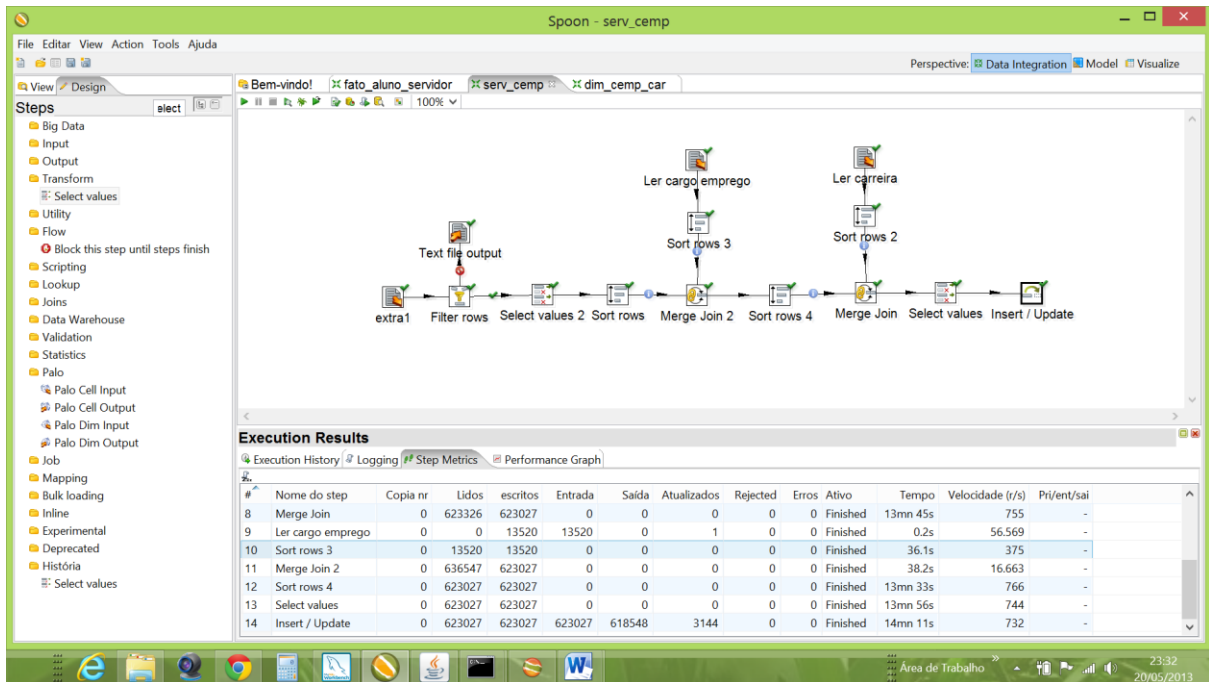 Spoon - serv_cemp
File Editar View Action Tools Ajuda
Perspective: Data Integration Model Visualize
View Design
Steps
elect
Big Data
Input
Output
Transform
Select values
Utility
Flow
Block this step until steps finish
Scripting
Lookup
Joins
Data Warehouse
Validation
Statistics
Palo
Palo Cell Input
Palo Cell Output
Palo Dim Input
Palo Dim Output
Job
Mapping
Bulk loading
Inline
Experimental
Deprecated
História
Select values
Bem-vindo! fato_aluno_servidor serv_cemp dim_cemp_car
100%
Ler cargo emprego
Ler carreira
Sort rows 3
Sort rows 2
Text file output
extra1 Filter rows Select values 2 Sort rows Merge Join 2 Sort rows 4 Merge Join Select values Insert / Update
Execution Results
Execution History Logging Step Metrics Performance Graph
# Nome do step Copia nr Lidos escritos Entrada Saída Atualizados Rejected Erros Ativo Tempo Velocidade (r/s) Pri/ent/sai
8 Merge Join 0 623326 623027 0 0 0 0 0 Finished 13mn 45s 755 -
9 Ler cargo emprego 0 0 13520 13520 0 1 0 0 Finished 0.2s 56.569 -
10 Sort rows 3 0 13520 13520 0 0 0 0 0 Finished 36.1s 375 -
11 Merge Join 2 0 636547 623027 0 0 0 0 0 Finished 38.2s 16.663 -
12 Sort rows 4 0 623027 623027 0 0 0 0 0 Finished 13mn 33s 766 -
13 Select values 0 623027 623027 0 0 0 0 0 Finished 13mn 56s 744 -
14 Insert / Update 0 623027 623027 623027 618548 3144 0 0 Finished 14mn 11s 732 -
Área de Trabalho
23:32
20/05/2013